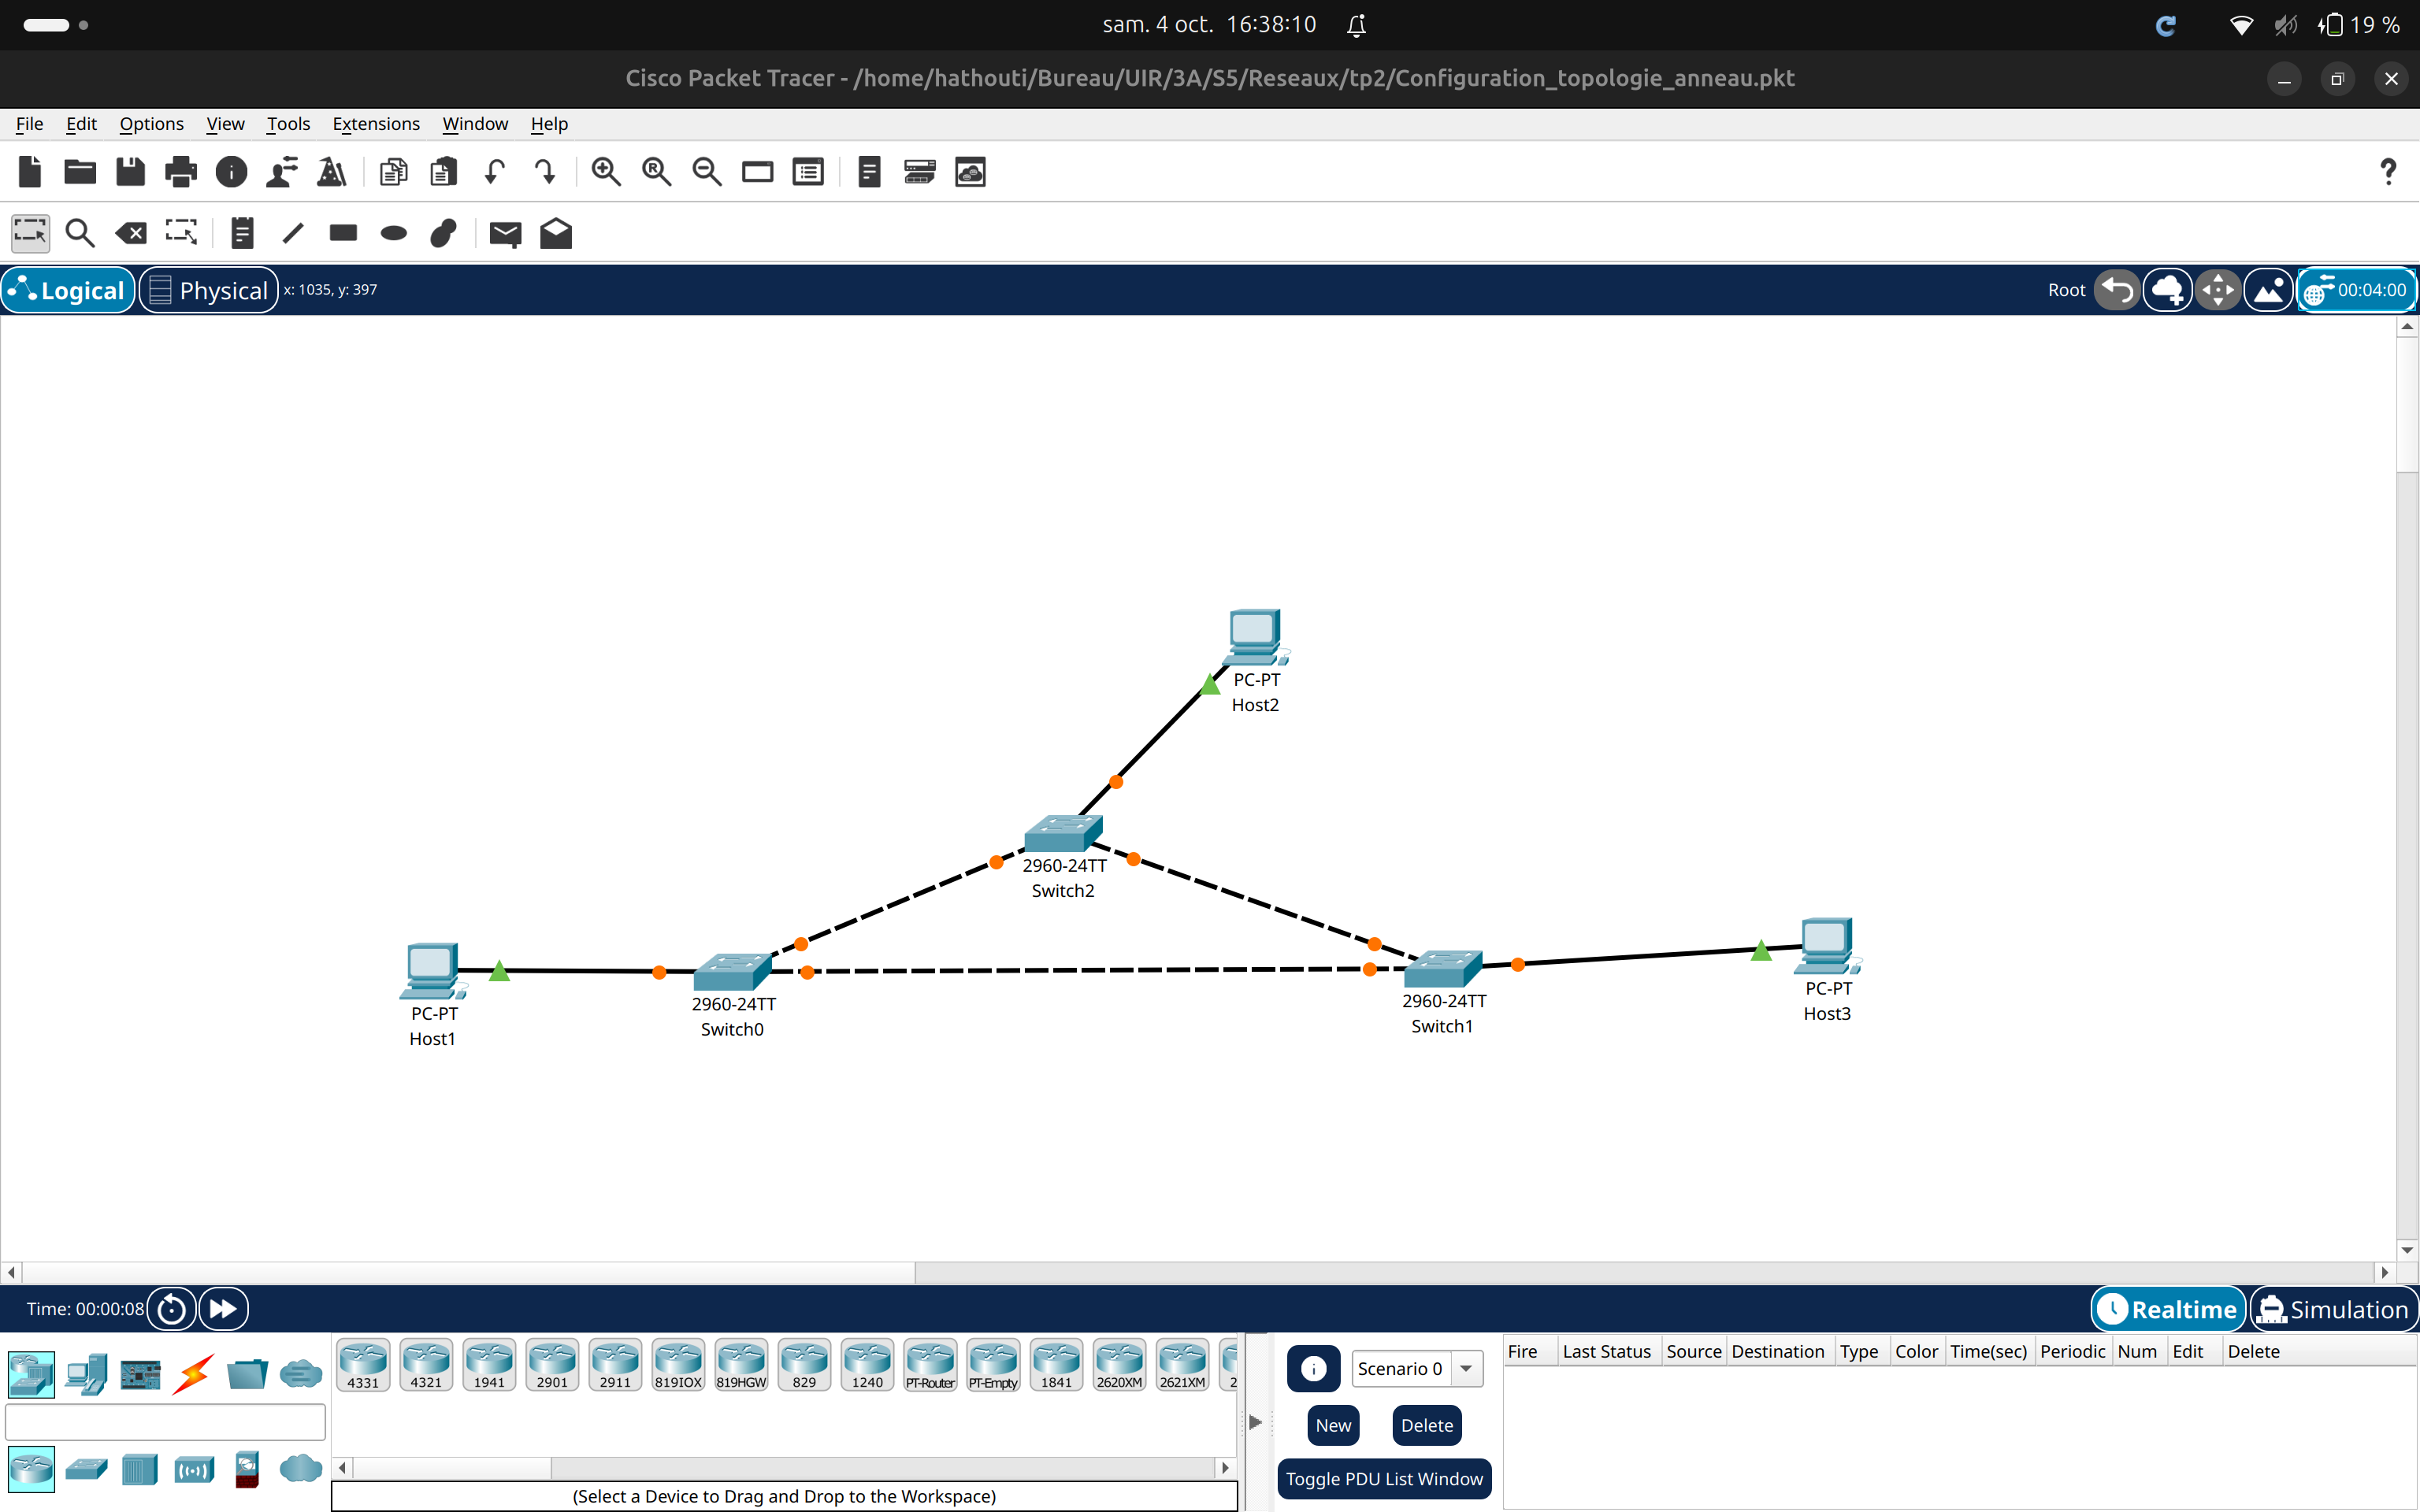 sam. 4 oct. 16:38:10
19 %
Cisco Packet Tracer - /home/hathouti/Bureau/UIR/3A/S5/Reseaux/tp2/Configuration_topologie_anneau.pkt
File Edit Options View Tools Extensions Window Help
Logical Physical x: 1035, y: 397 Root 00:04:00
PC-PT
Host2
2960-24TT
Switch2
PC-PT
Host1
2960-24TT
Switch0
2960-24TT
Switch1
PC-PT
Host3
Time: 00:00:08 Realtime Simulation
4331 4321 1941 2901 2911 819IOX 819HGW 829 1240 PT-Router PT-Empty 1841 2620XM 2621XM 2
(Select a Device to Drag and Drop to the Workspace)
Scenario 0
New Delete
Toggle PDU List Window
Fire Last Status Source Destination Type Color Time(sec) Periodic Num Edit Delete